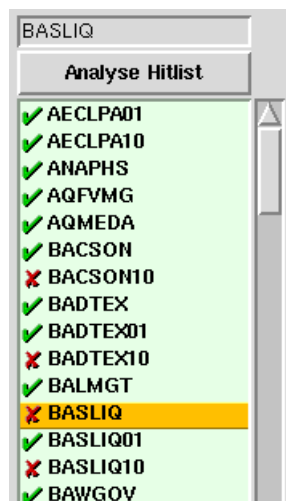 BASLIQ
Analyse Hitlist
AECLPA01
AECLPA10
ANAPHS
AQFVMG
AQMEDA
BACSON
BACSON10
BADTEX
BADTEX01
BADTEX10
BALMGT
BASLIQ
BASLIQ01
BASLIQ10
BAWGOV